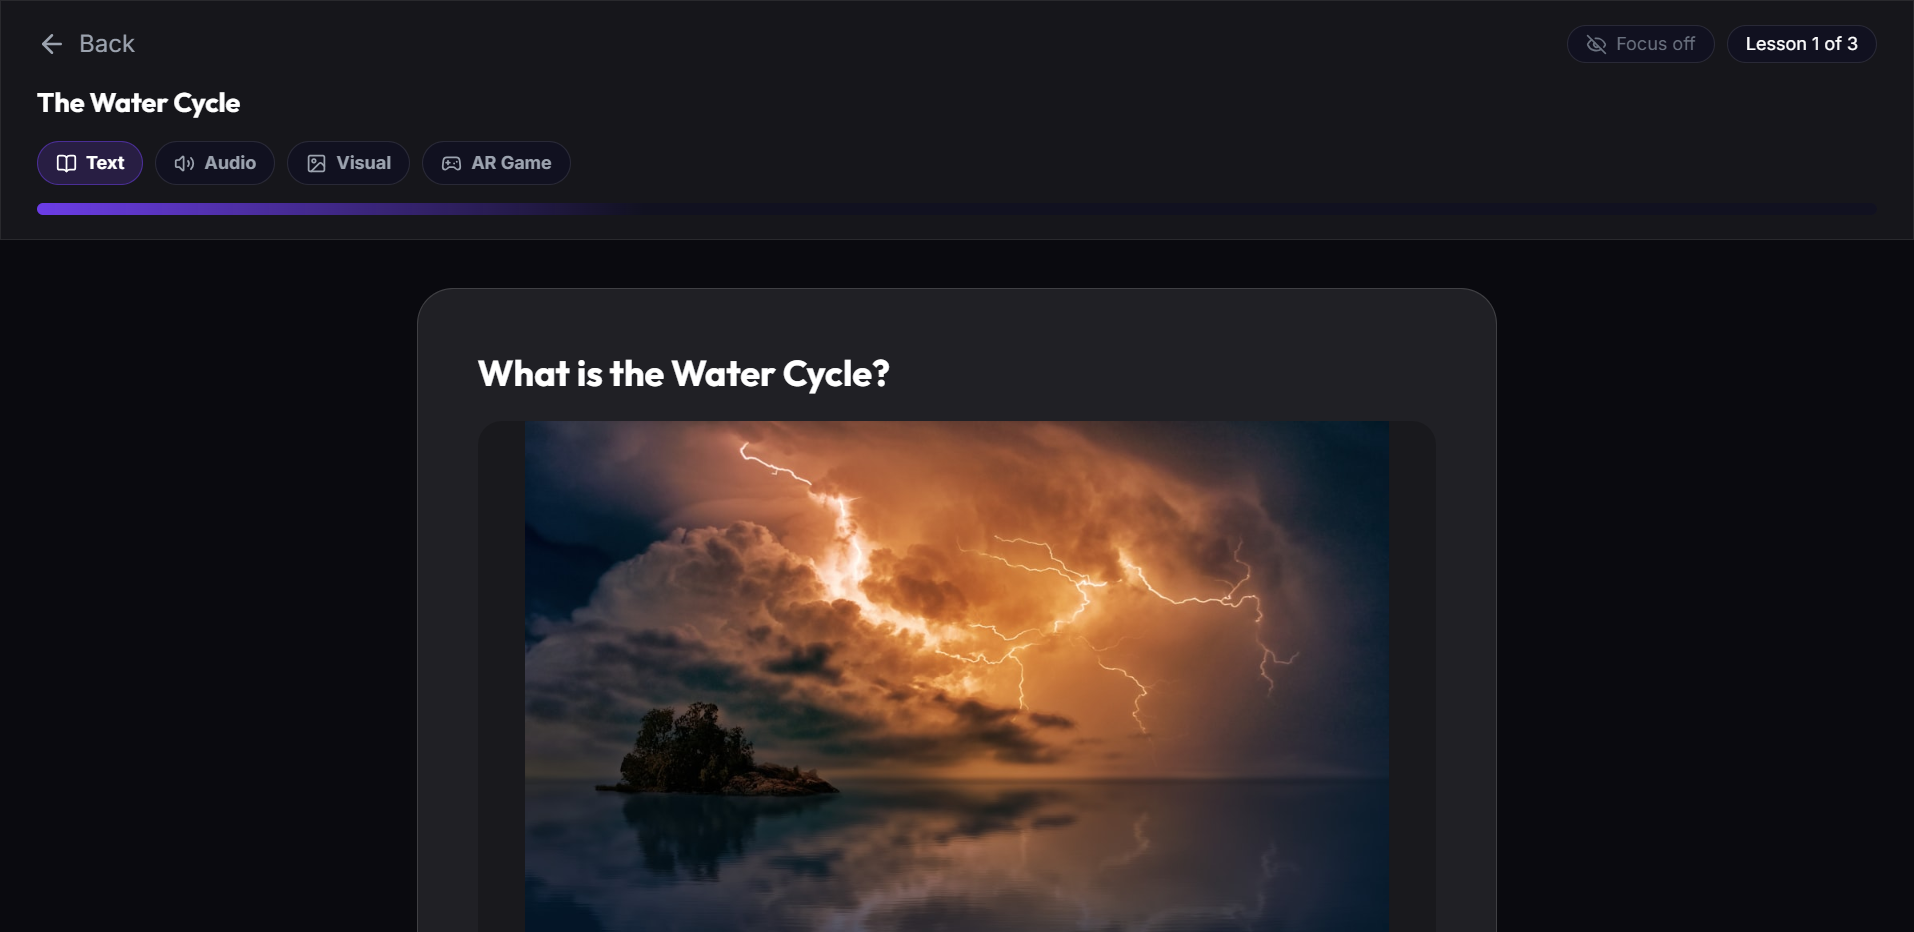 Back
Focus off
Lesson 1 of 3
The Water Cycle
Text
Audio
Visual
AR Game
What is the Water Cycle?